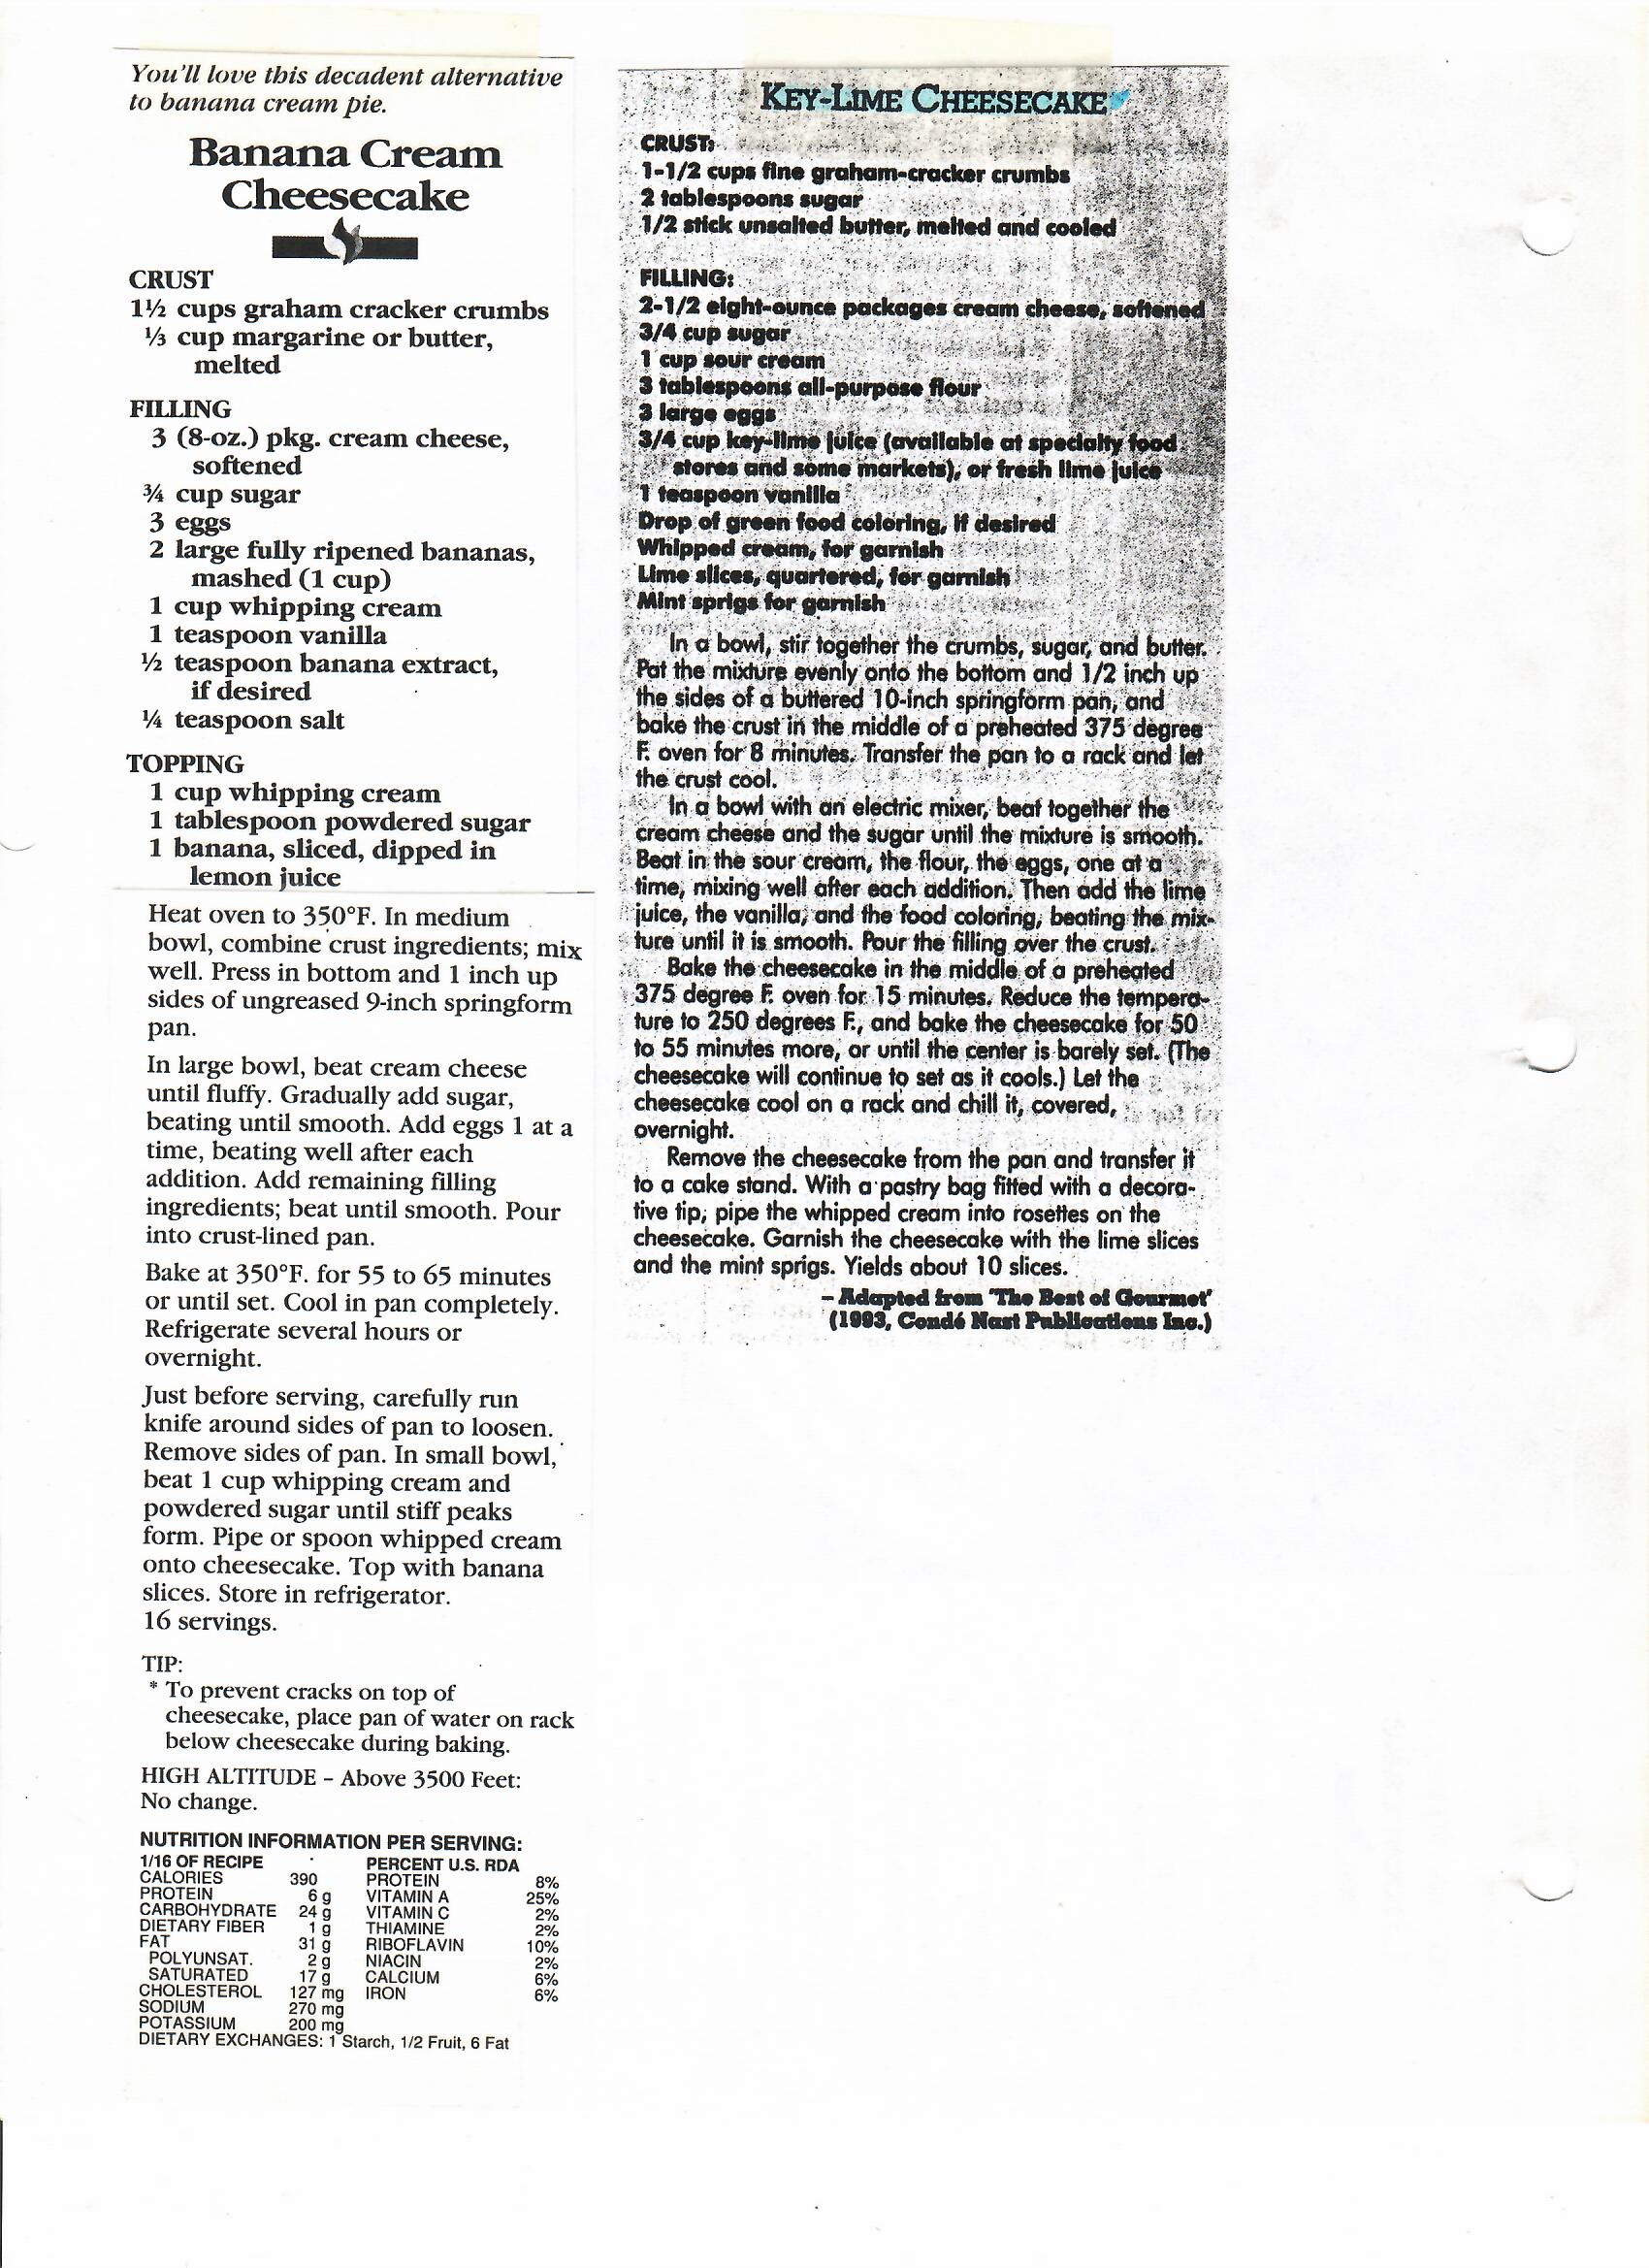 You'll love this decadent alternative
to banana cream pie.
Banana Cream
Cheesecake
CRUST
1½ cups graham cracker crumbs
⅓ cup margarine or butter,
melted
FILLING
3 (8-oz.) pkg. cream cheese,
softened
¾ cup sugar
3 eggs
2 large fully ripened bananas,
mashed (1 cup)
1 cup whipping cream
1 teaspoon vanilla
½ teaspoon banana extract,
if desired
¼ teaspoon salt
TOPPING
1 cup whipping cream
1 tablespoon powdered sugar
1 banana, sliced, dipped in
lemon juice
Heat oven to 350°F. In medium
bowl, combine crust ingredients; mix
well. Press in bottom and 1 inch up
sides of ungreased 9-inch springform
pan.
In large bowl, beat cream cheese
until fluffy. Gradually add sugar,
beating until smooth. Add eggs 1 at a
time, beating well after each
addition. Add remaining filling
ingredients; beat until smooth. Pour
into crust-lined pan.
Bake at 350°F. for 55 to 65 minutes
or until set. Cool in pan completely.
Refrigerate several hours or
overnight.
Just before serving, carefully run
knife around sides of pan to loosen.
Remove sides of pan. In small bowl,
beat 1 cup whipping cream and
powdered sugar until stiff peaks
form. Pipe or spoon whipped cream
onto cheesecake. Top with banana
slices. Store in refrigerator.
16 servings.
TIP:
* To prevent cracks on top of
cheesecake, place pan of water on rack
below cheesecake during baking.
HIGH ALTITUDE – Above 3500 Feet:
No change.
NUTRITION INFORMATION PER SERVING:
1/16 OF RECIPE PERCENT U.S. RDA
CALORIES 390 PROTEIN 8%
PROTEIN 6 g VITAMIN A 25%
CARBOHYDRATE 24 g VITAMIN C 2%
DIETARY FIBER 1 g THIAMINE 2%
FAT 31 g RIBOFLAVIN 10%
POLYUNSAT. 2 g NIACIN 2%
SATURATED 17 g CALCIUM 6%
CHOLESTEROL 127 mg IRON 6%
SODIUM 270 mg
POTASSIUM 200 mg
DIETARY EXCHANGES: 1 Starch, 1/2 Fruit, 6 Fat
KEY-LIME CHEESECAKE
CRUST:
1-1/2 cups fine graham-cracker crumbs
2 tablespoons sugar
1/2 stick unsalted butter, melted and cooled
FILLING:
2-1/2 eight-ounce packages cream cheese, softened
3/4 cup sugar
1 cup sour cream
3 tablespoons all-purpose flour
3 large eggs
3/4 cup key-lime juice (available at specialty food
stores and some markets), or fresh lime juice
1 teaspoon vanilla
Drop of green food coloring, if desired
Whipped cream, for garnish
Lime slices, quartered, for garnish
Mint sprigs for garnish
In a bowl, stir together the crumbs, sugar, and butter.
Pat the mixture evenly onto the bottom and 1/2 inch up
the sides of a buttered 10-inch springform pan, and
bake the crust in the middle of a preheated 375 degree
F. oven for 8 minutes. Transfer the pan to a rack and let
the crust cool.
In a bowl with an electric mixer, beat together the
cream cheese and the sugar until the mixture is smooth.
Beat in the sour cream, the flour, the eggs, one at a
time, mixing well after each addition. Then add the lime
juice, the vanilla, and the food coloring, beating the mix-
ture until it is smooth. Pour the filling over the crust.
Bake the cheesecake in the middle of a preheated
375 degree F. oven for 15 minutes. Reduce the tempera-
ture to 250 degrees F., and bake the cheesecake for 50
to 55 minutes more, or until the center is barely set. (The
cheesecake will continue to set as it cools.) Let the
cheesecake cool on a rack and chill it, covered,
overnight.
Remove the cheesecake from the pan and transfer it
to a cake stand. With a pastry bag fitted with a decora-
tive tip, pipe the whipped cream into rosettes on the
cheesecake. Garnish the cheesecake with the lime slices
and the mint sprigs. Yields about 10 slices.
– Adapted from 'The Best of Gourmet'
(1993, Condé Nast Publications Inc.)